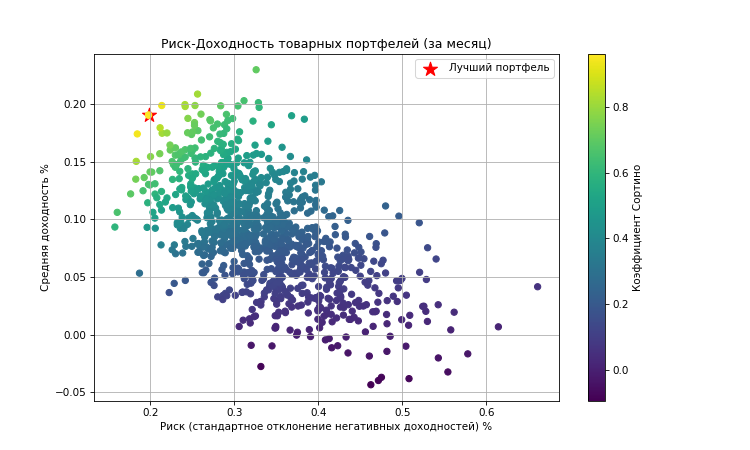 Риск-Доходность товарных портфелей (за месяц)
Лучший портфель
Средняя доходность %
0.20
0.15
0.10
0.05
0.00
−0.05
0.2 0.3 0.4 0.5 0.6
Риск (стандартное отклонение негативных доходностей) %
0.8
0.6
0.4
0.2
0.0
Коэффициент Сортино